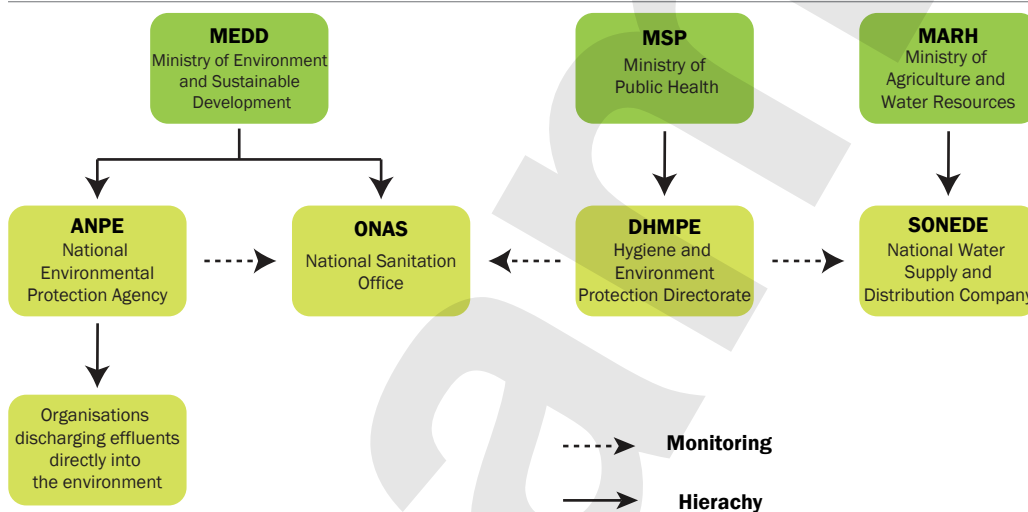 MEDD
Ministry of Environment
and Sustainable
Development
MSP
Ministry of
Public Health
MARH
Ministry of
Agriculture and
Water Resources
ANPE
National
Environmental
Protection Agency
ONAS
National Sanitation
Office
DHMPE
Hygiene and
Environment
Protection Directorate
SONEDE
National Water
Supply and
Distribution Company
Organisations
discharging effluents
directly into
the environment
Monitoring
Hierachy